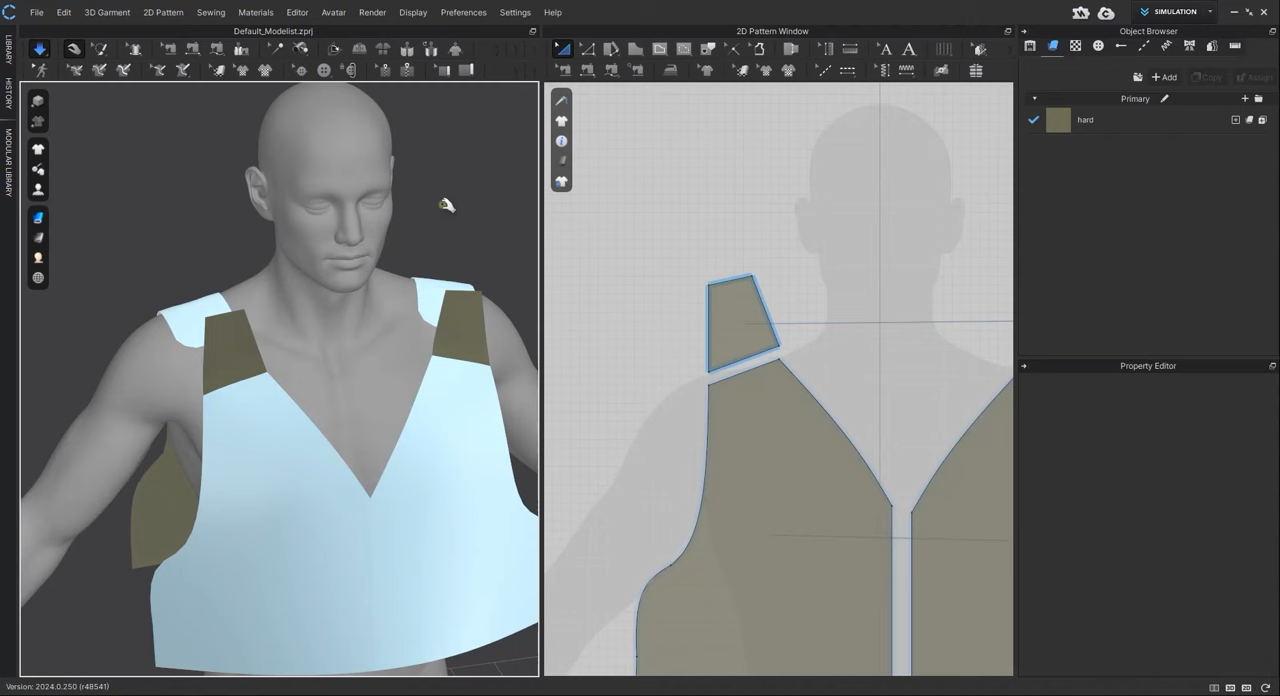 File Edit 3D Garment 2D Pattern Sewing Materials Editor Avatar Render Display Preferences Settings Help
SIMULATION
Default_Modelist.zprj
2D Pattern Window
Object Browser
LIBRARY
HISTORY
MODULAR LIBRARY
Add Copy Assign
Primary
hard
Property Editor
Version: 2024.0.250 (r48541)
3D 2D